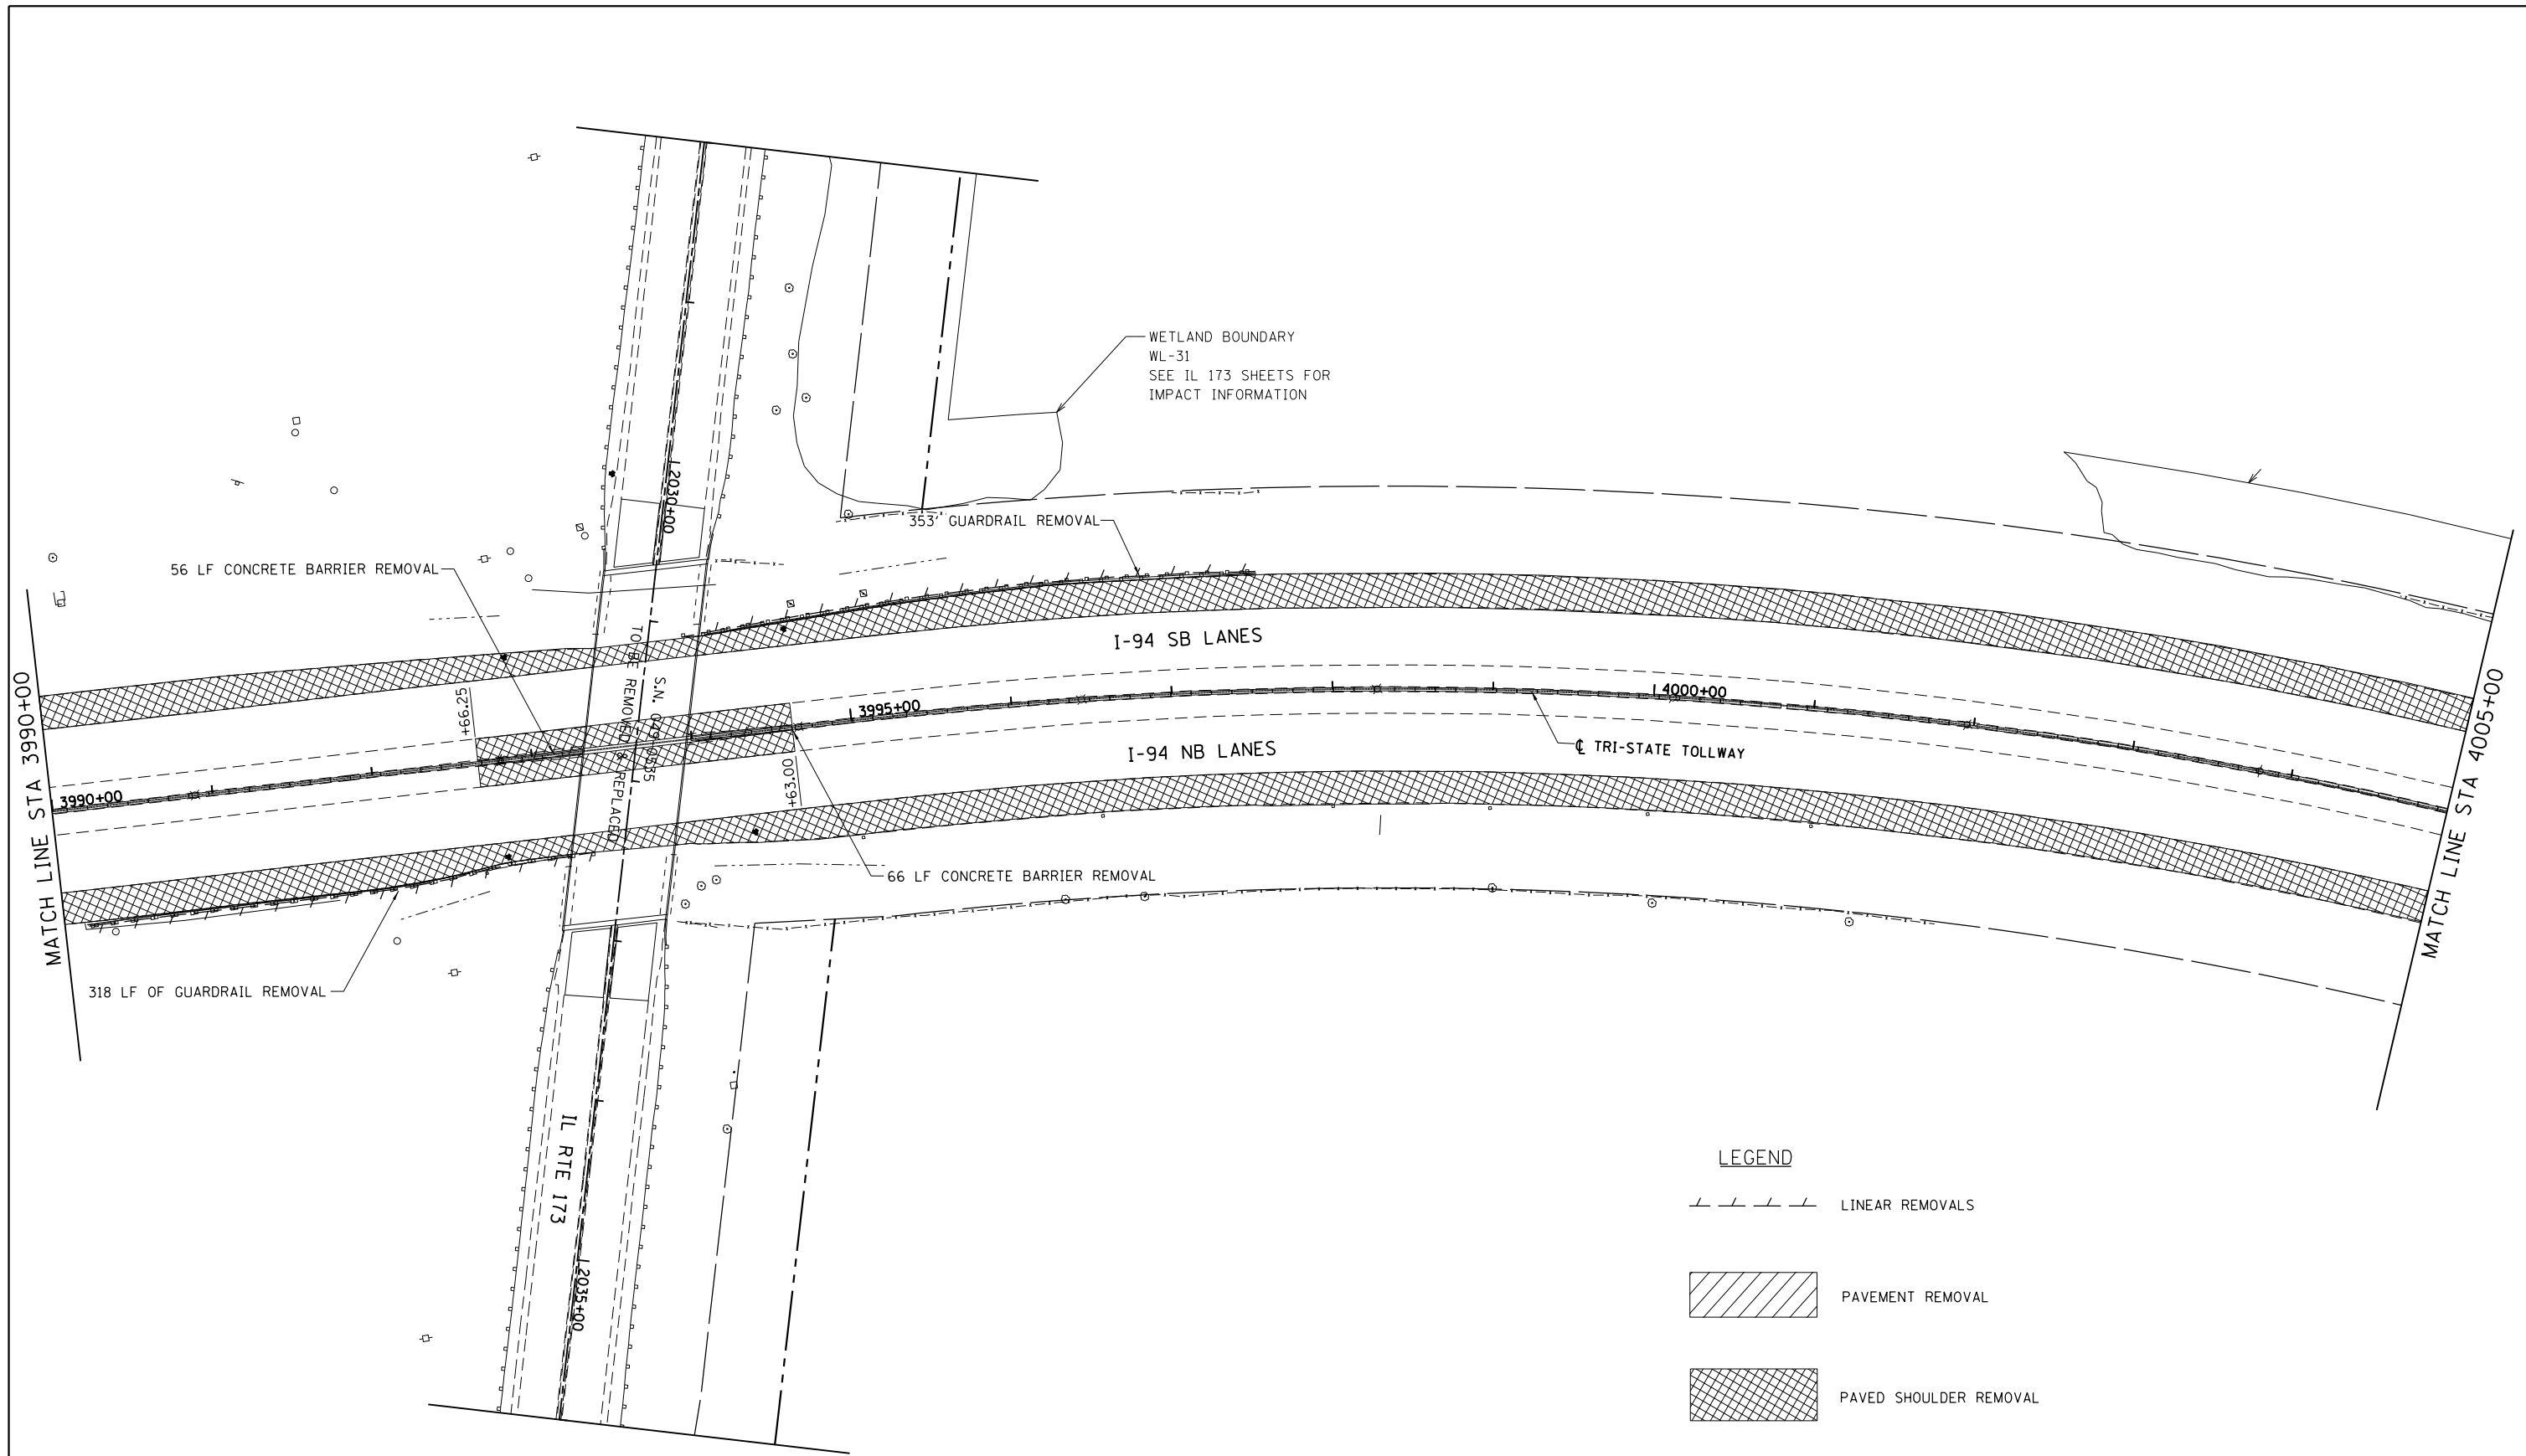 WETLAND BOUNDARY
WL-31
SEE IL 173 SHEETS FOR
IMPACT INFORMATION
2030+00
353' GUARDRAIL REMOVAL
56 LF CONCRETE BARRIER REMOVAL
I-94 SB LANES
TO BE REMOVED & REPLACED
S.N. 049-0535
+66.25
MATCH LINE STA 3990+00
3990+00
3995+00
4000+00
I-94 NB LANES
℄ TRI-STATE TOLLWAY
+63.00
MATCH LINE STA 4005+00
66 LF CONCRETE BARRIER REMOVAL
318 LF OF GUARDRAIL REMOVAL
IL RTE 173
2035+00
LEGEND
LINEAR REMOVALS
PAVEMENT REMOVAL
PAVED SHOULDER REMOVAL